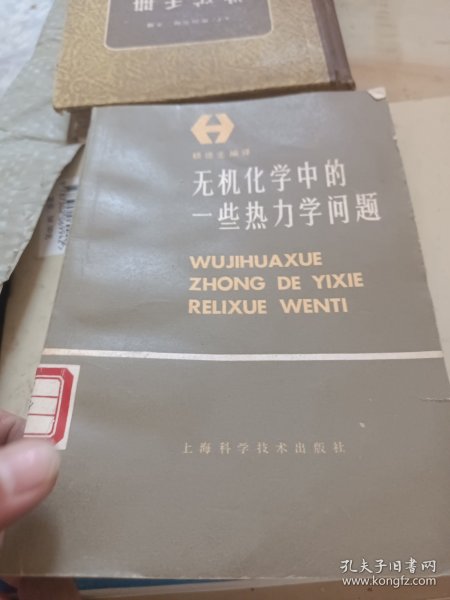 无机化学中的
一些热力学问题
WUJIHUAXUE
ZHONG DE YIXIE
RELIXUE WENTI
上海科学技术出版社
孔夫子旧书网
www.kongfz.com